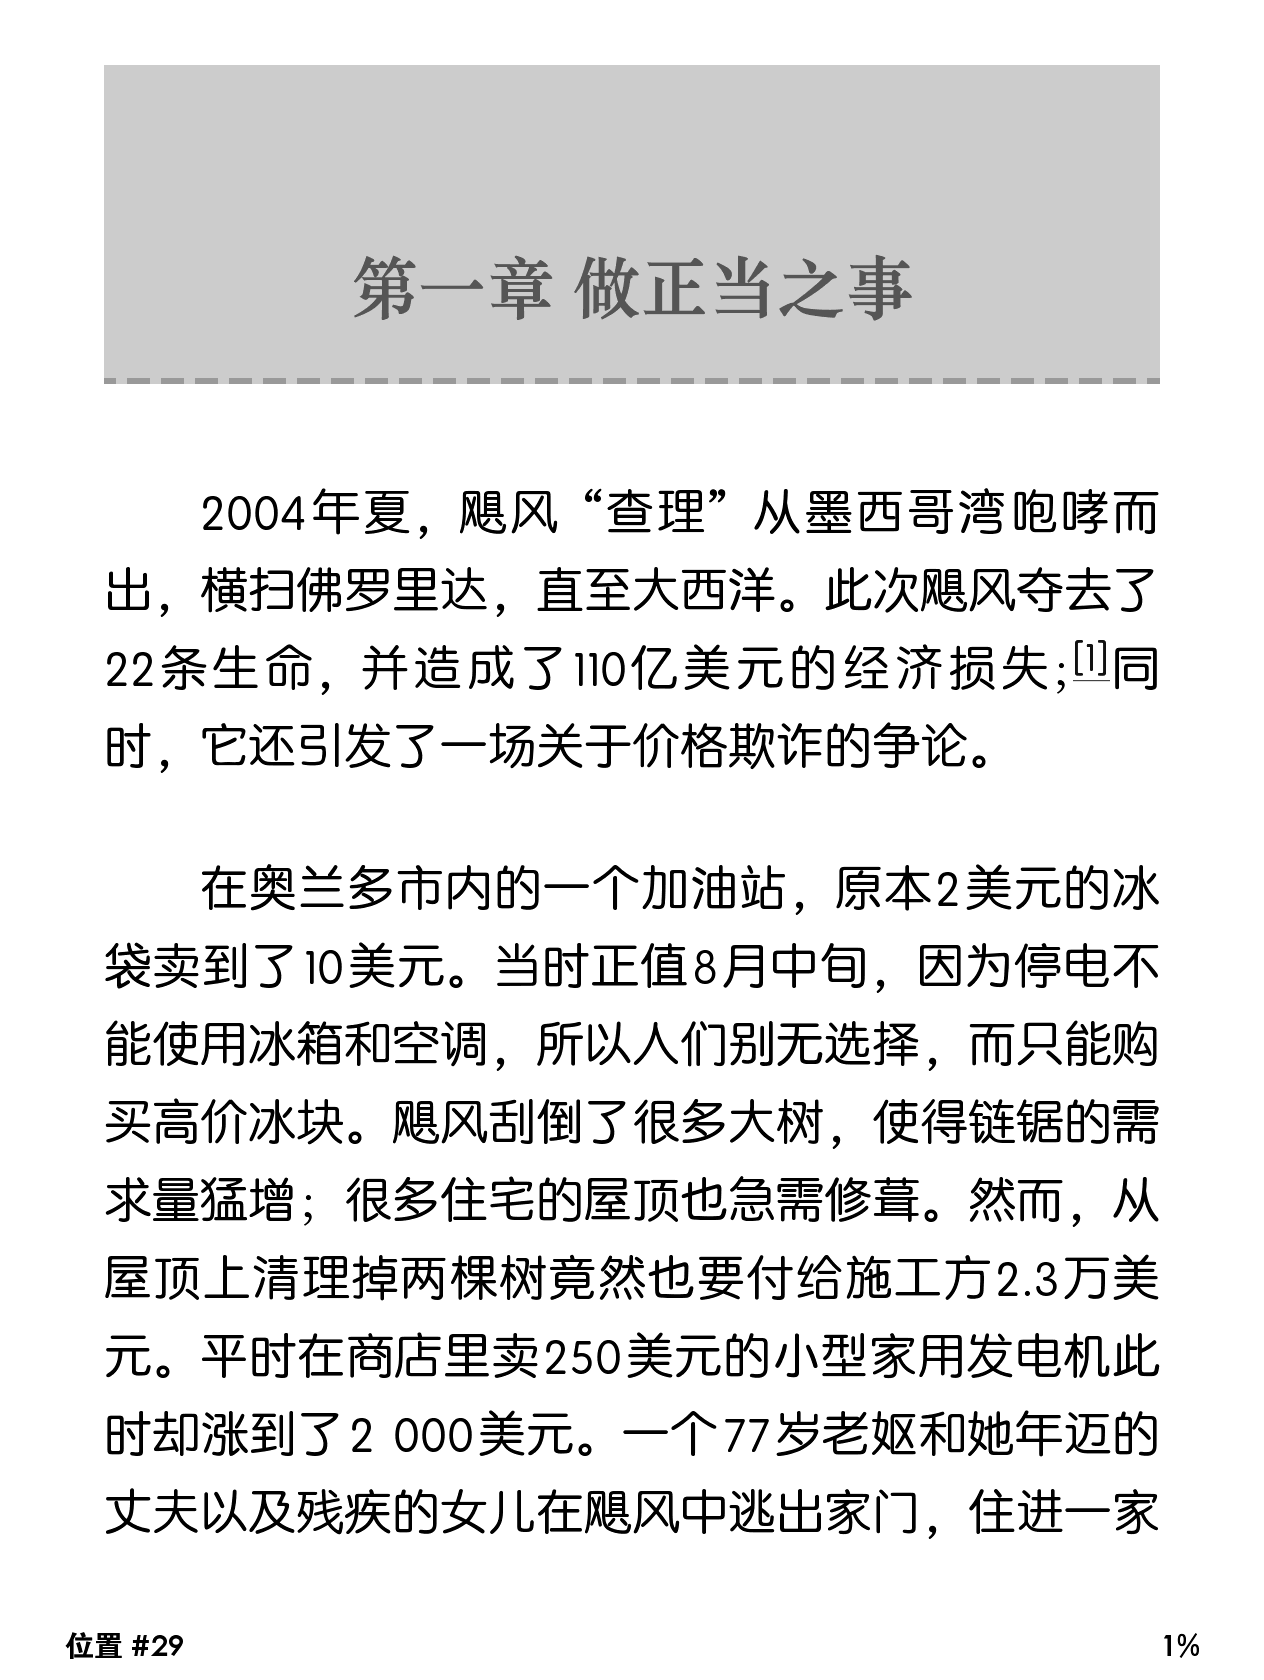 第一章 做正当之事
2004年夏，飓风“查理”从墨西哥湾咆哮而
出，横扫佛罗里达，直至大西洋。此次飓风夺去了
22条生命，并造成了110亿美元的经济损失;[1]同
时，它还引发了一场关于价格欺诈的争论。
在奥兰多市内的一个加油站，原本2美元的冰
袋卖到了10美元。当时正值8月中旬，因为停电不
能使用冰箱和空调，所以人们别无选择，而只能购
买高价冰块。飓风刮倒了很多大树，使得链锯的需
求量猛增；很多住宅的屋顶也急需修葺。然而，从
屋顶上清理掉两棵树竟然也要付给施工方2.3万美
元。平时在商店里卖250美元的小型家用发电机此
时却涨到了2 000美元。一个77岁老妪和她年迈的
丈夫以及残疾的女儿在飓风中逃出家门，住进一家
位置 #29
1%